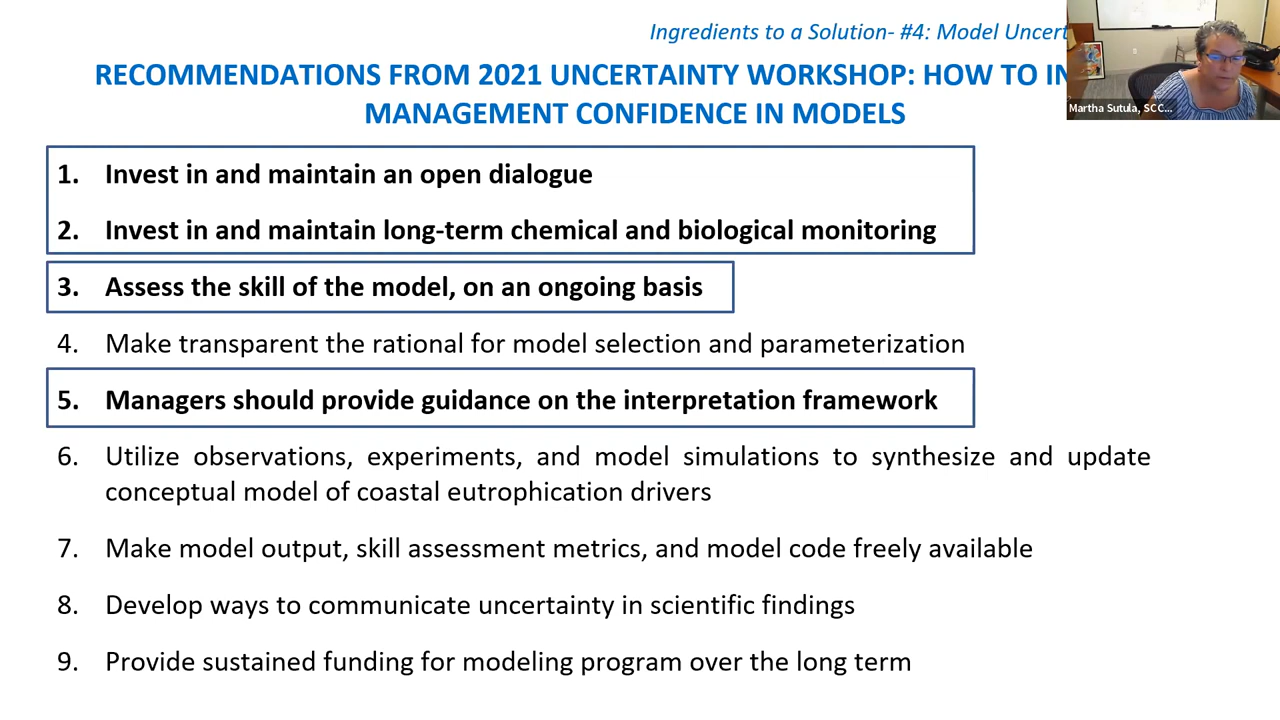 Ingredients to a Solution- #4: Model Uncert
RECOMMENDATIONS FROM 2021 UNCERTAINTY WORKSHOP: HOW TO IN
MANAGEMENT CONFIDENCE IN MODELS
Martha Sutula, SCC...
1. Invest in and maintain an open dialogue
2. Invest in and maintain long-term chemical and biological monitoring
3. Assess the skill of the model, on an ongoing basis
4. Make transparent the rational for model selection and parameterization
5. Managers should provide guidance on the interpretation framework
6. Utilize observations, experiments, and model simulations to synthesize and update
conceptual model of coastal eutrophication drivers
7. Make model output, skill assessment metrics, and model code freely available
8. Develop ways to communicate uncertainty in scientific findings
9. Provide sustained funding for modeling program over the long term